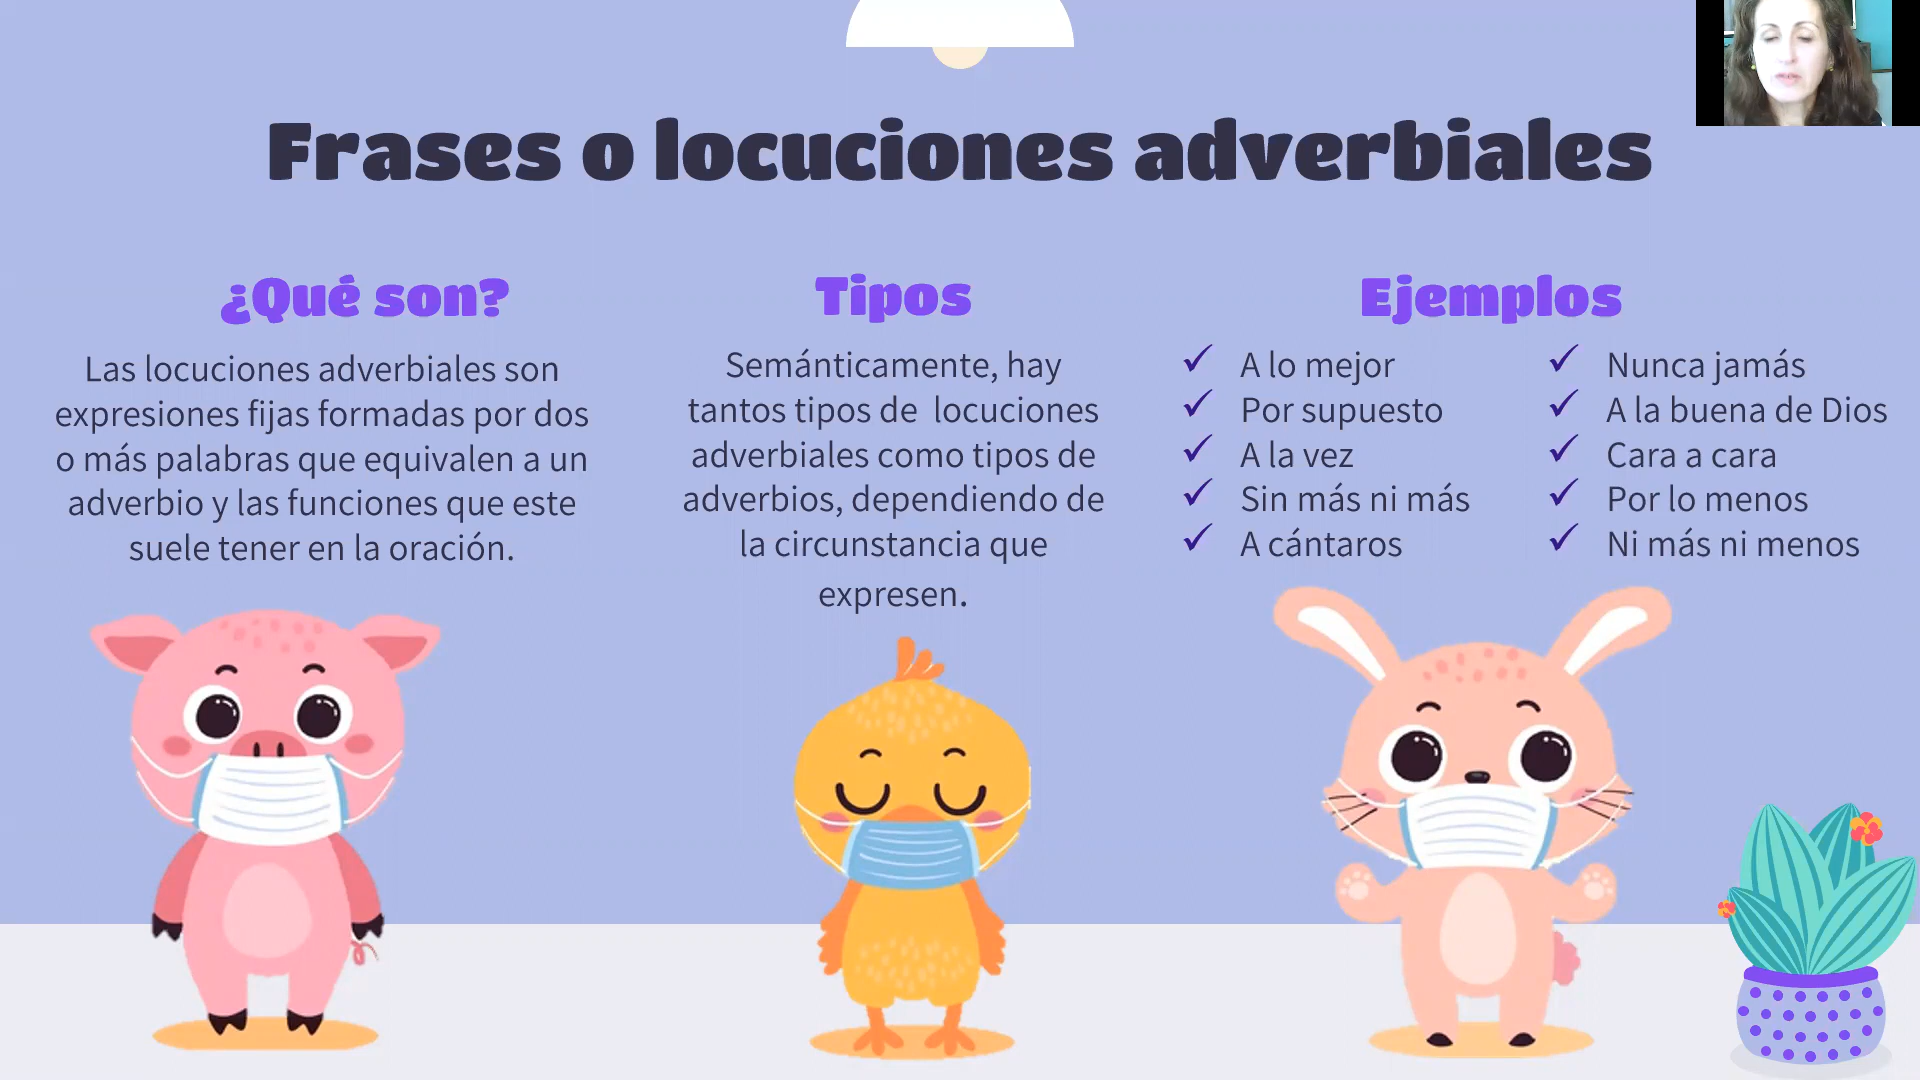 Frases o locuciones adverbiales
¿Qué son?
Las locuciones adverbiales son
expresiones fijas formadas por dos
o más palabras que equivalen a un
adverbio y las funciones que este
suele tener en la oración.
Tipos
Semánticamente, hay
tantos tipos de locuciones
adverbiales como tipos de
adverbios, dependiendo de
la circunstancia que
expresen.
Ejemplos
A lo mejor
Por supuesto
A la vez
Sin más ni más
A cántaros
Nunca jamás
A la buena de Dios
Cara a cara
Por lo menos
Ni más ni menos